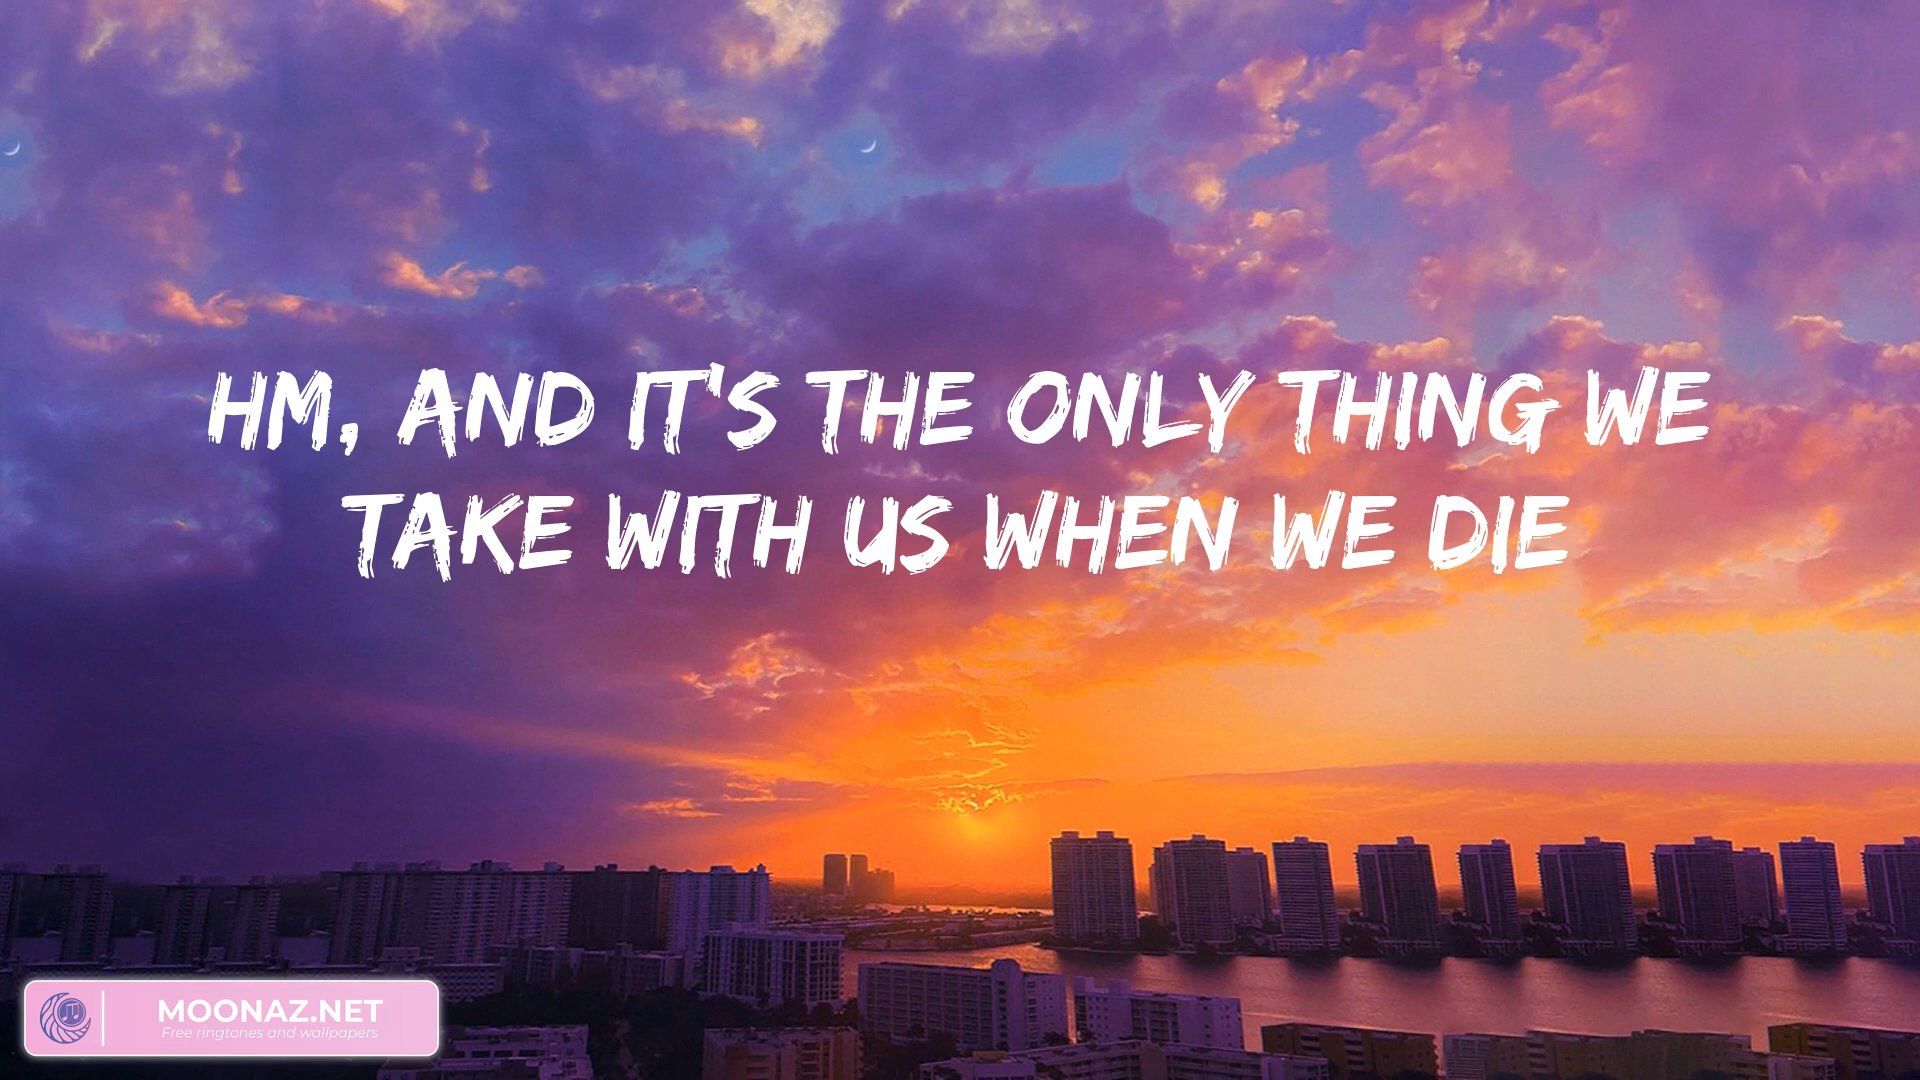 HM, AND IT'S THE ONLY THING WE
TAKE WITH US WHEN WE DIE
MOONAZ.NET
Free ringtones and wallpapers